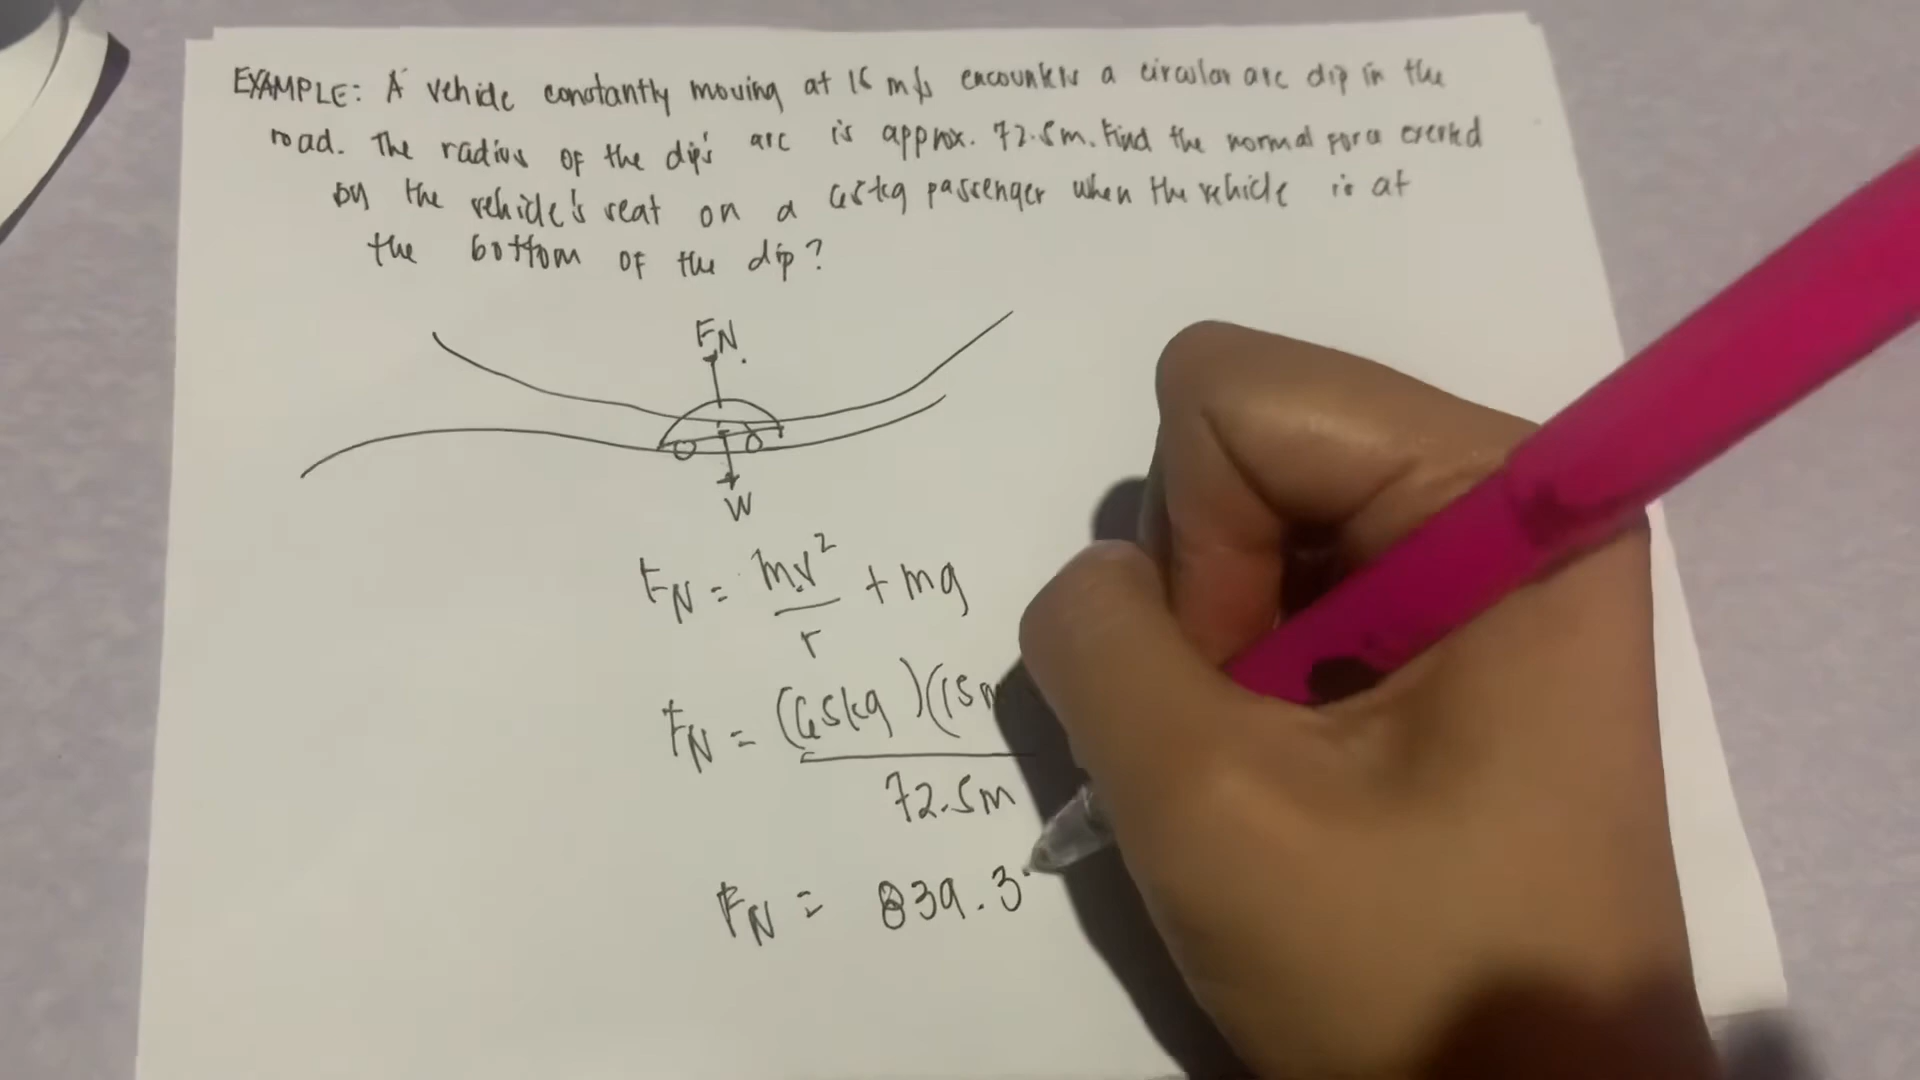 EXAMPLE: A vehicle constantly moving at 15 m/s encounters a circular arc dip in the
road. The radius of the dip's arc is approx. 72.5m. Find the normal force exerted
by the vehicle's seat on a 65kg passenger when the vehicle is at
the bottom of the dip?
FN
W
FN = mv² + mg
r
FN = (65kg)(15m
72.5m
FN = 839.3